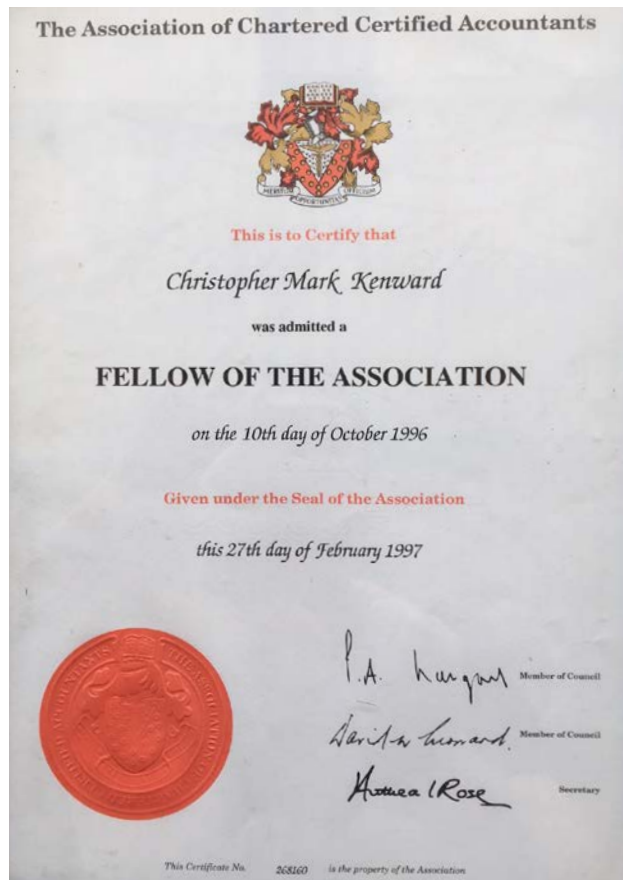 The Association of Chartered Certified Accountants
This is to Certify that
Christopher Mark Kenward
was admitted a
FELLOW OF THE ASSOCIATION
on the 10th day of October 1996
Given under the Seal of the Association
this 27th day of February 1997
P.A.
Member of Council
Member of Council
Anthea L Rose
Secretary
This Certificate No. 268160 is the property of the Association